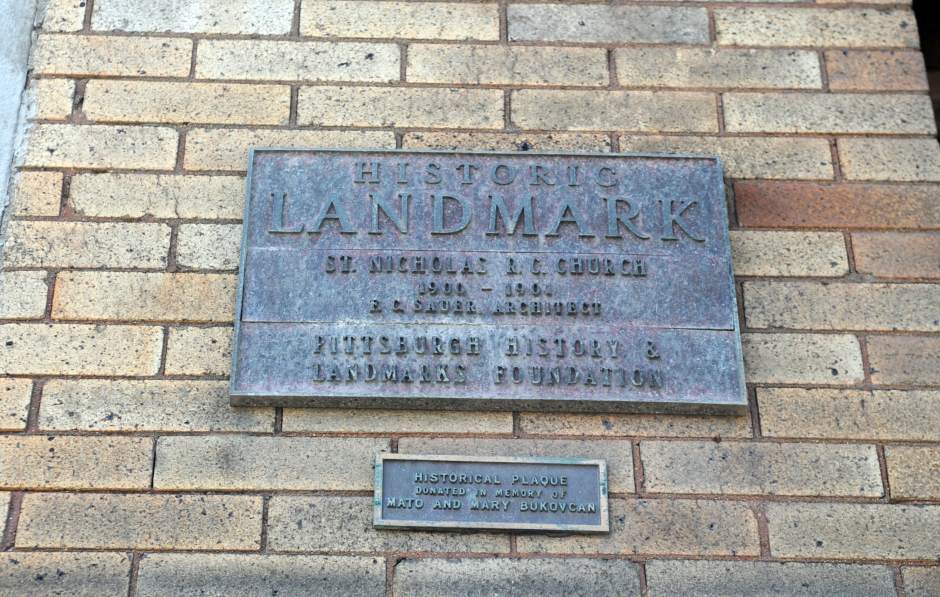 HISTORIC
LANDMARK
ST. NICHOLAS R.C. CHURCH
1900 - 1901
F.C. SAUER, ARCHITECT
PITTSBURGH HISTORY &
LANDMARKS FOUNDATION
HISTORICAL PLAQUE
DONATED IN MEMORY OF
MATO AND MARY BUKOVCAN